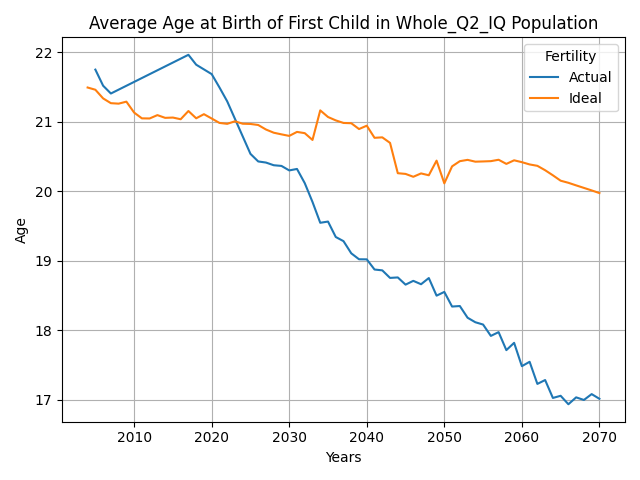 Average Age at Birth of First Child in Whole_Q2_IQ Population
Fertility
Actual
Ideal
22
21
20
19
18
17
Age
2010 2020 2030 2040 2050 2060 2070
Years